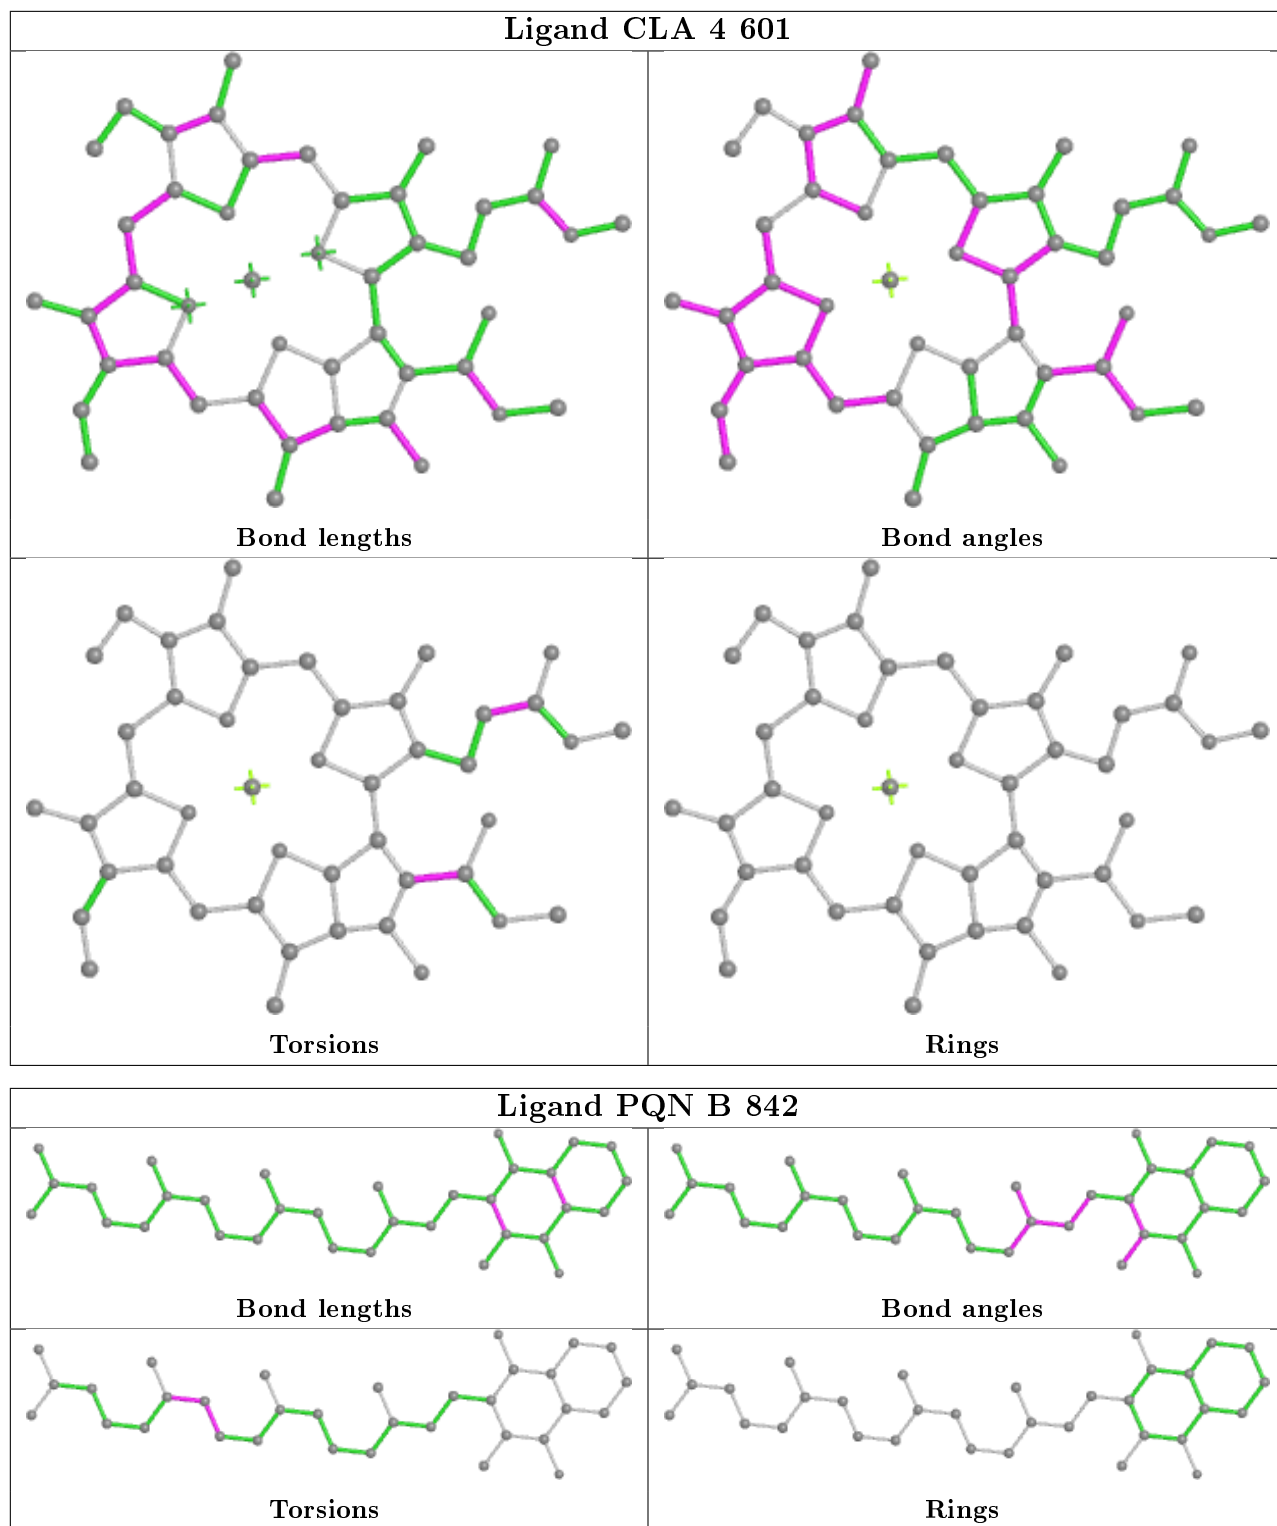 Ligand CLA 4 601
Bond lengths
Bond angles
Torsions
Rings
Ligand PQN B 842
Bond lengths
Bond angles
Torsions
Rings